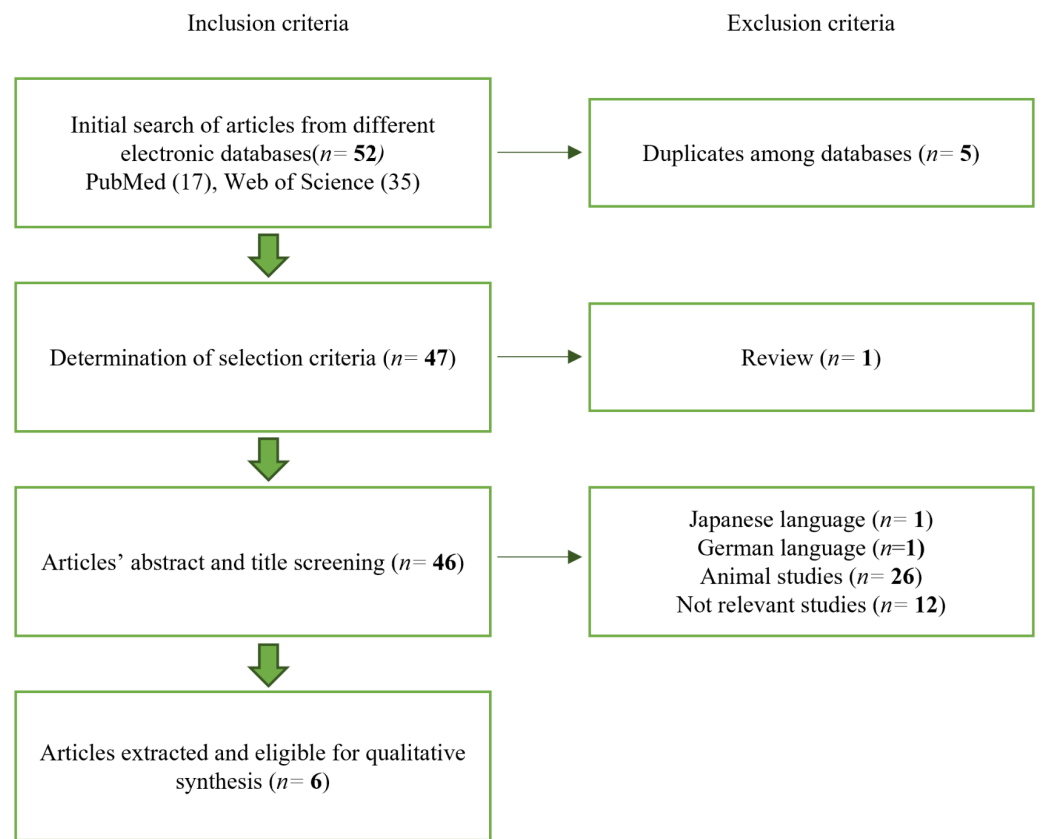 Inclusion criteria
Exclusion criteria
Initial search of articles from different
electronic databases(n= 52)
PubMed (17), Web of Science (35)
Duplicates among databases (n= 5)
Determination of selection criteria (n= 47)
Review (n= 1)
Articles’ abstract and title screening (n= 46)
Japanese language (n= 1)
German language (n=1)
Animal studies (n= 26)
Not relevant studies (n= 12)
Articles extracted and eligible for qualitative
synthesis (n= 6)